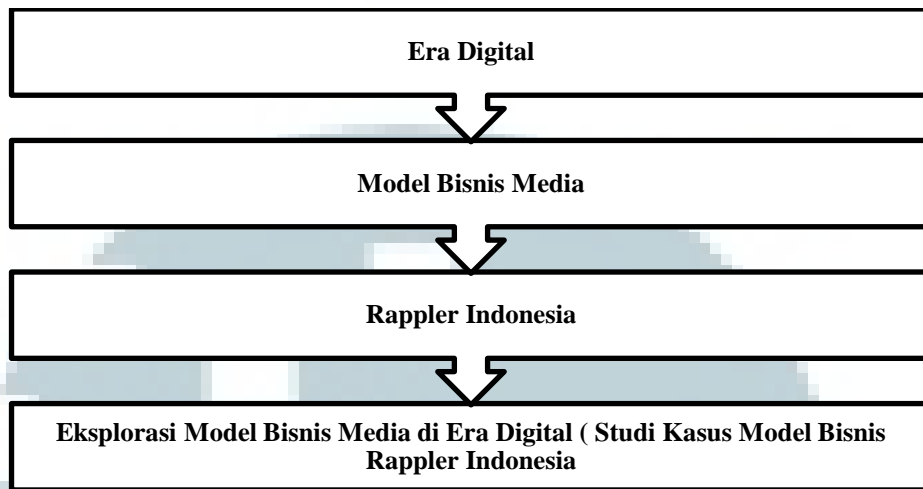 Era Digital
Model Bisnis Media
Rappler Indonesia
Eksplorasi Model Bisnis Media di Era Digital ( Studi Kasus Model Bisnis
Rappler Indonesia